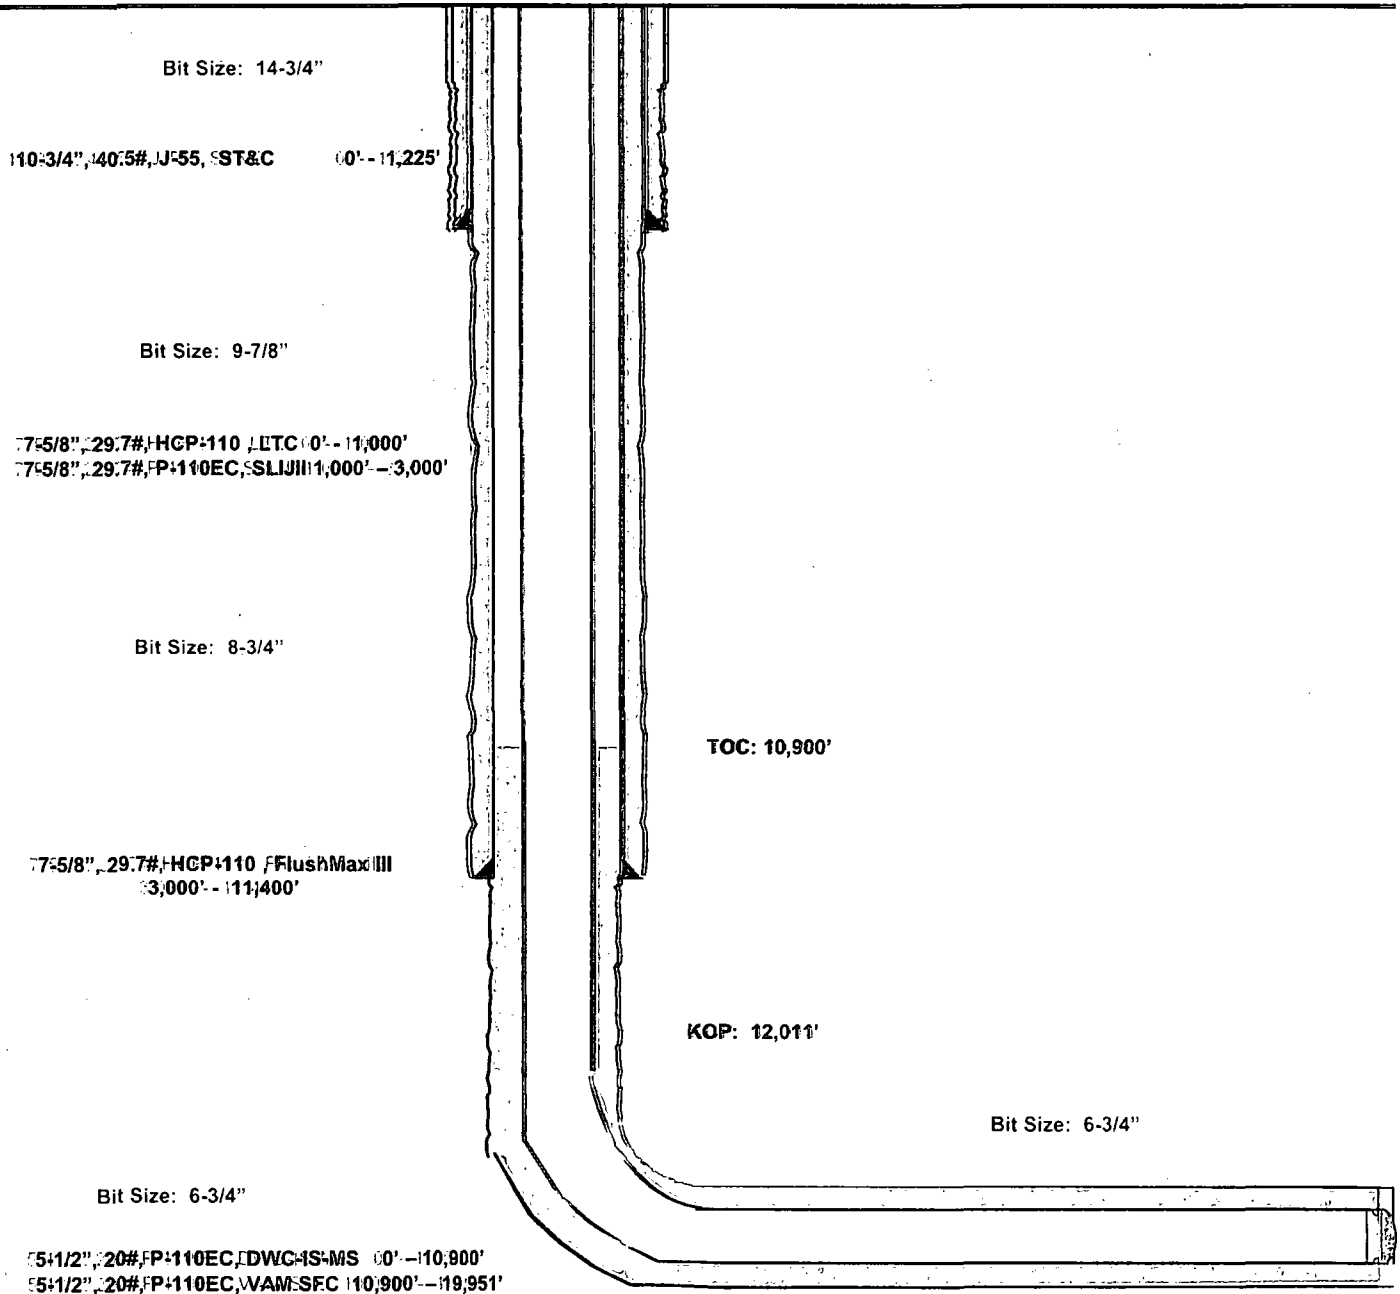 Bit Size: 14-3/4"
10-3/4", 40.5#, J-55, ST&C 0' - 1,225'
Bit Size: 9-7/8"
7-5/8", 29.7#, HCP-110 LTC 0' - 1,000'
7-5/8", 29.7#, P-110EC, SLIJII 1,000' – 3,000'
Bit Size: 8-3/4"
TOC: 10,900'
7-5/8", 29.7#, HCP-110 FlushMax III
3,000' - 11,400'
KOP: 12,011'
Bit Size: 6-3/4"
Bit Size: 6-3/4"
5-1/2", 20#, P-110EC, DWC-IS-MS 0' – 10,900'
5-1/2", 20#, P-110EC, VAM SFC 10,900' – 19,951'